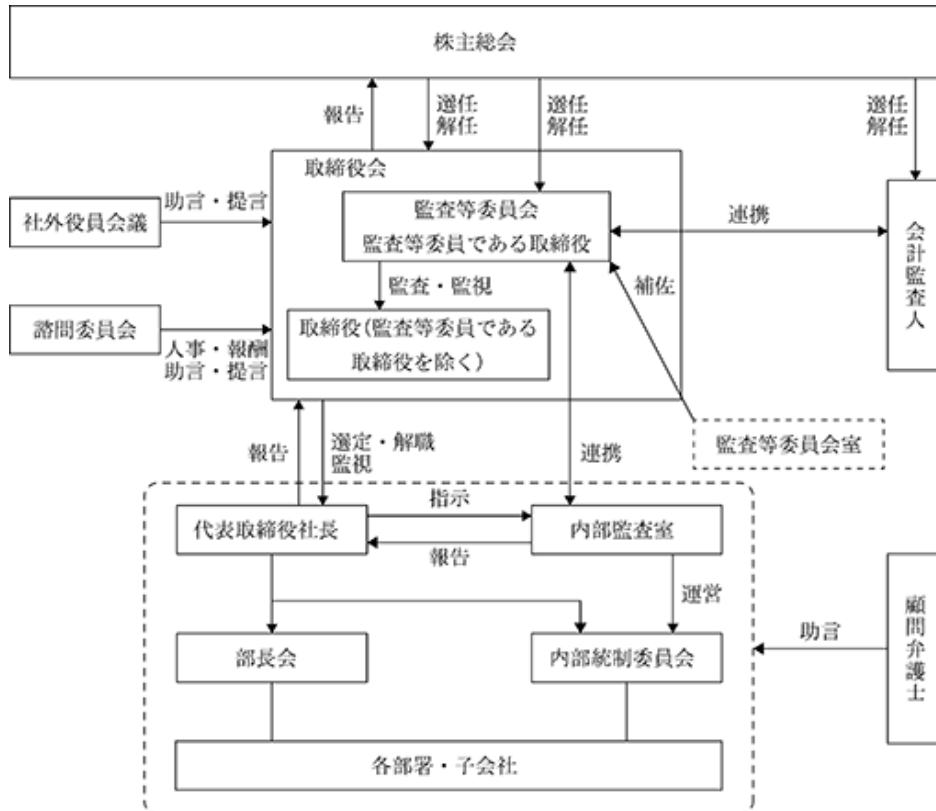 株主総会
報告
選任
解任
選任
解任
選任
解任
取締役会
社外役員会議
助言・提言
監査等委員会
監査等委員である取締役
連携
会計監査人
監査・監視
補佐
諮問委員会
人事・報酬
助言・提言
取締役(監査等委員である
取締役を除く)
監査等委員会室
報告
選定・解職
監視
連携
代表取締役社長
指示
報告
内部監査室
運営
顧問弁護士
助言
部長会
内部統制委員会
各部署・子会社